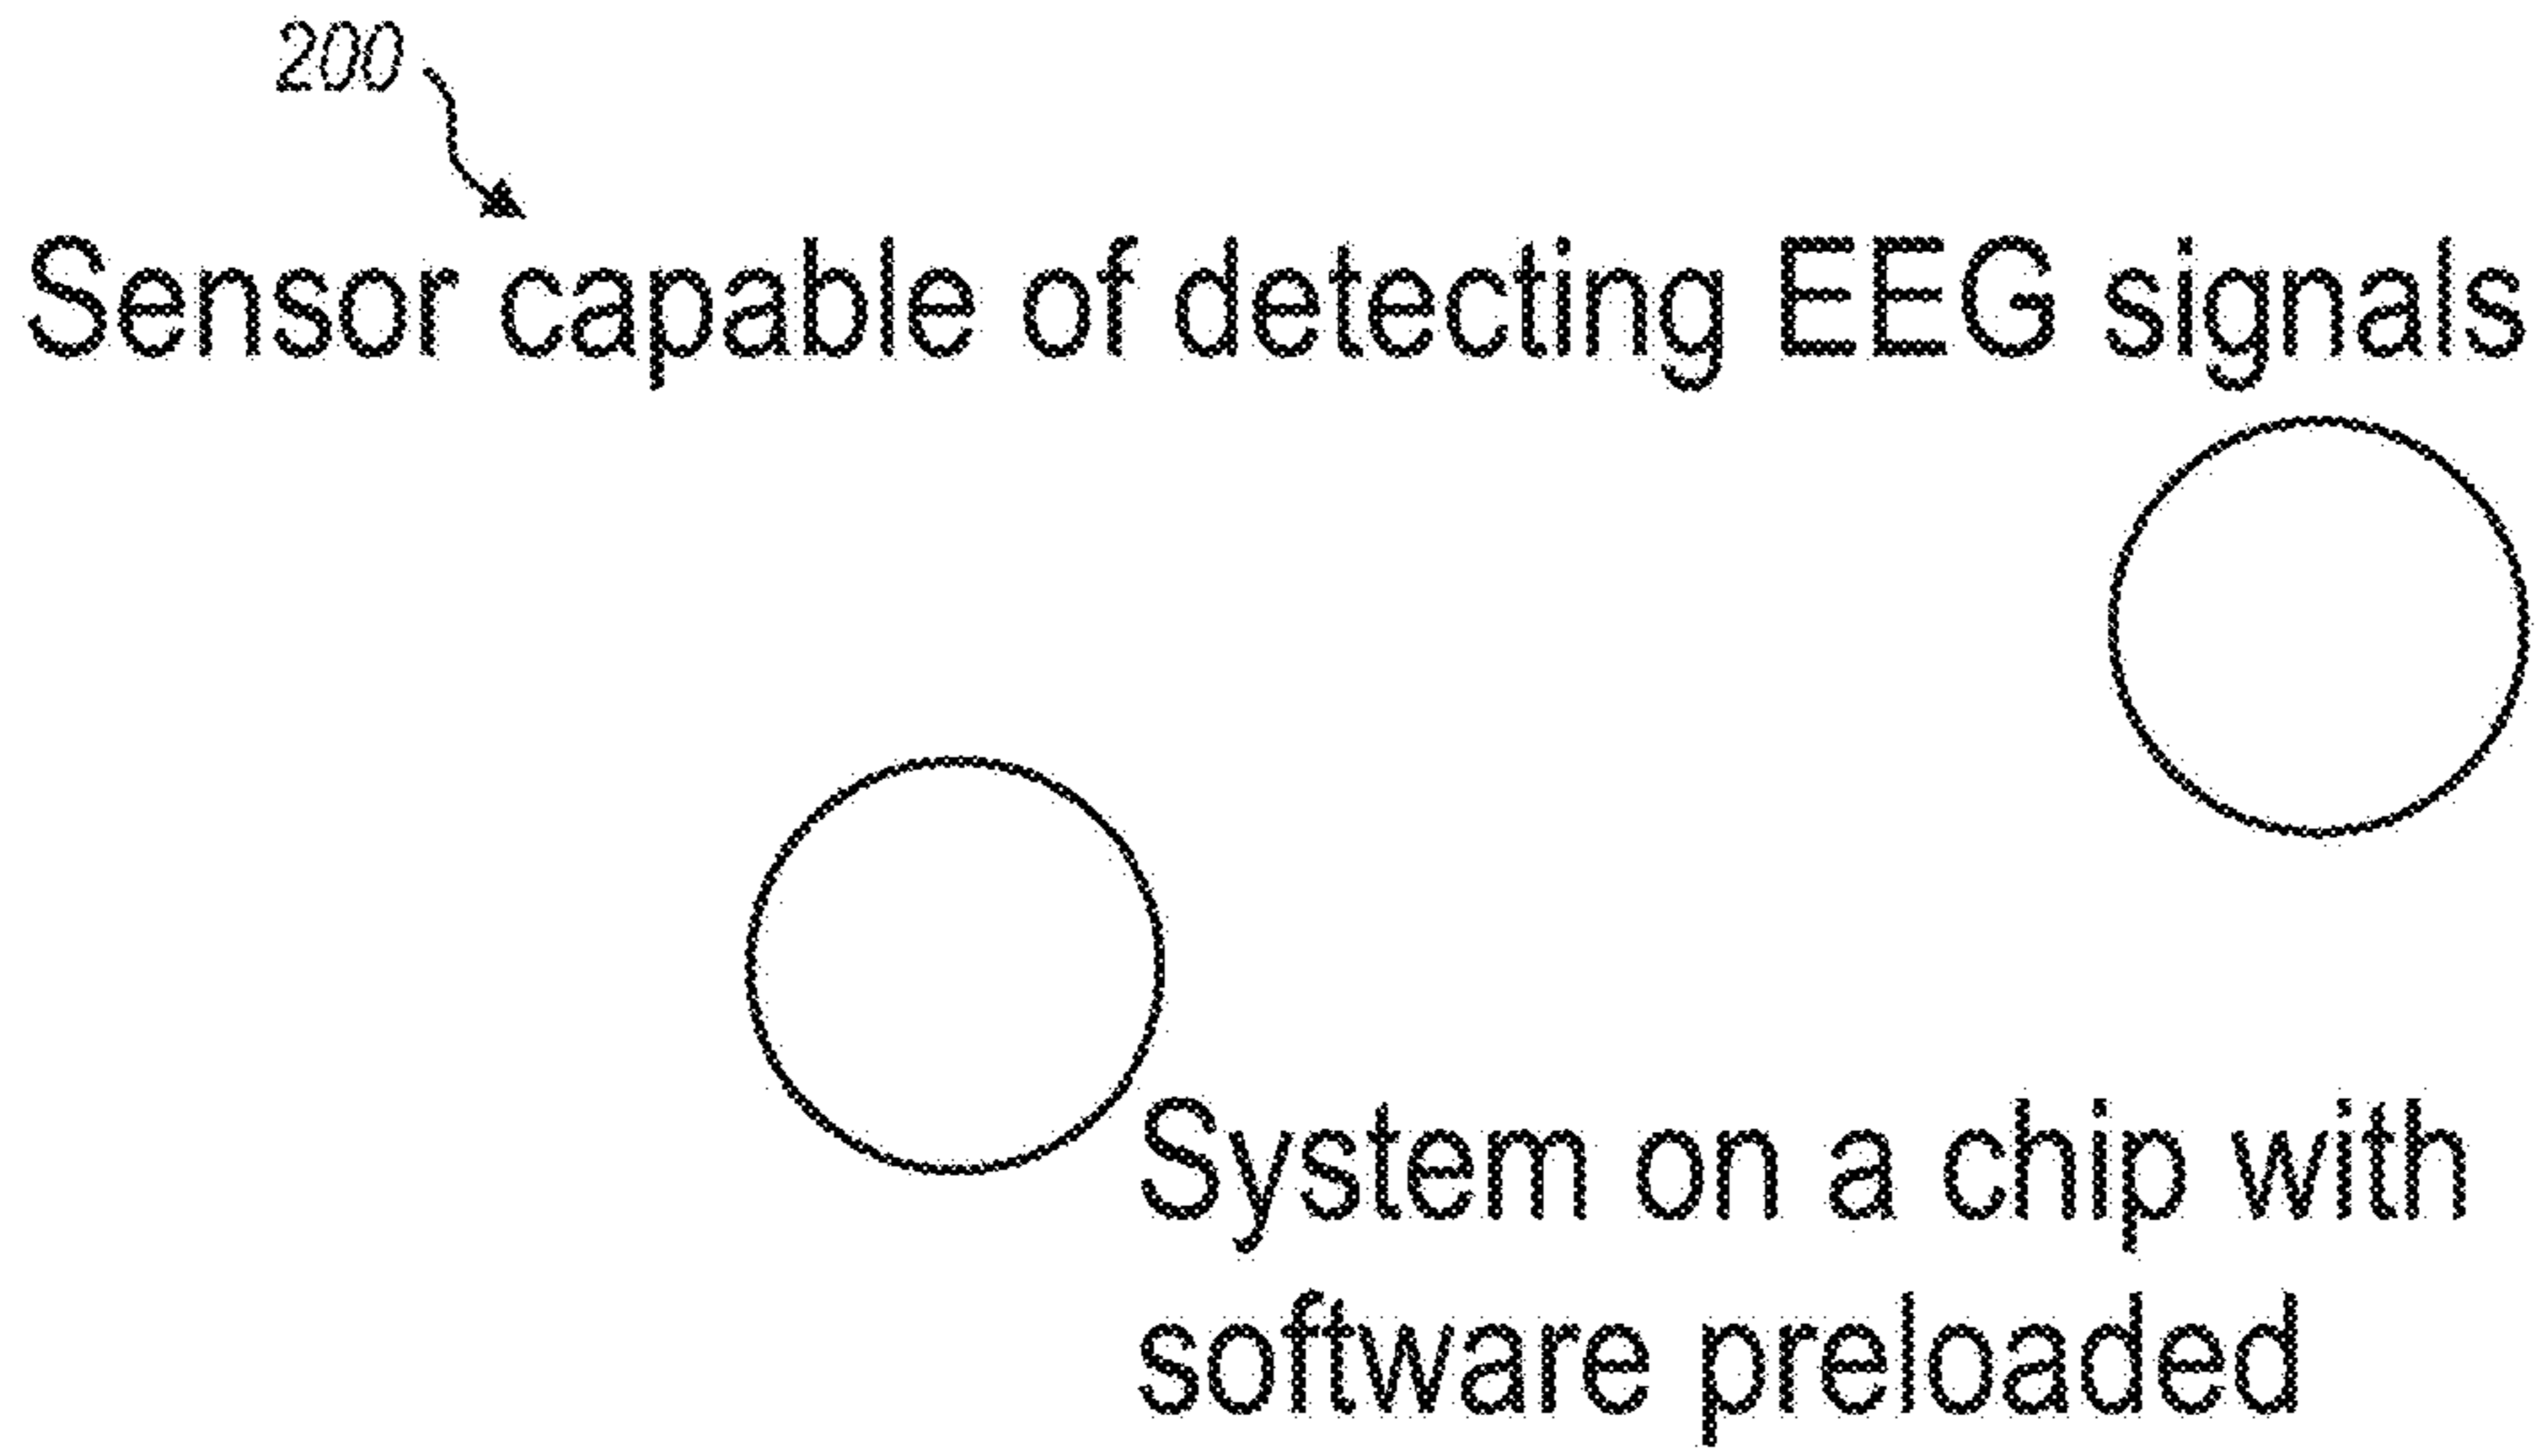 200
Sensor capable of detecting EEG signals
System on a chip with
software preloaded